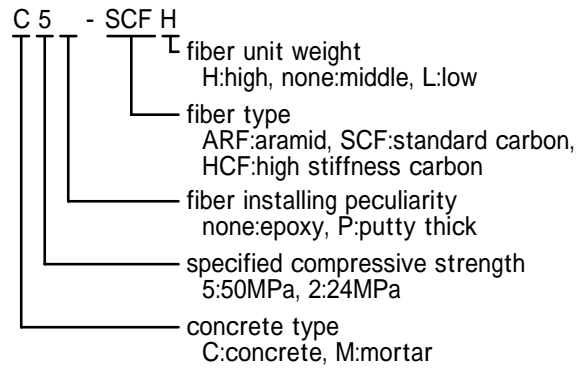 C 5 - SCF H
fiber unit weight
H:high, none:middle, L:low
fiber type
ARF:aramid, SCF:standard carbon,
HCF:high stiffness carbon
fiber installing peculiarity
none:epoxy, P:putty thick
specified compressive strength
5:50MPa, 2:24MPa
concrete type
C:concrete, M:mortar